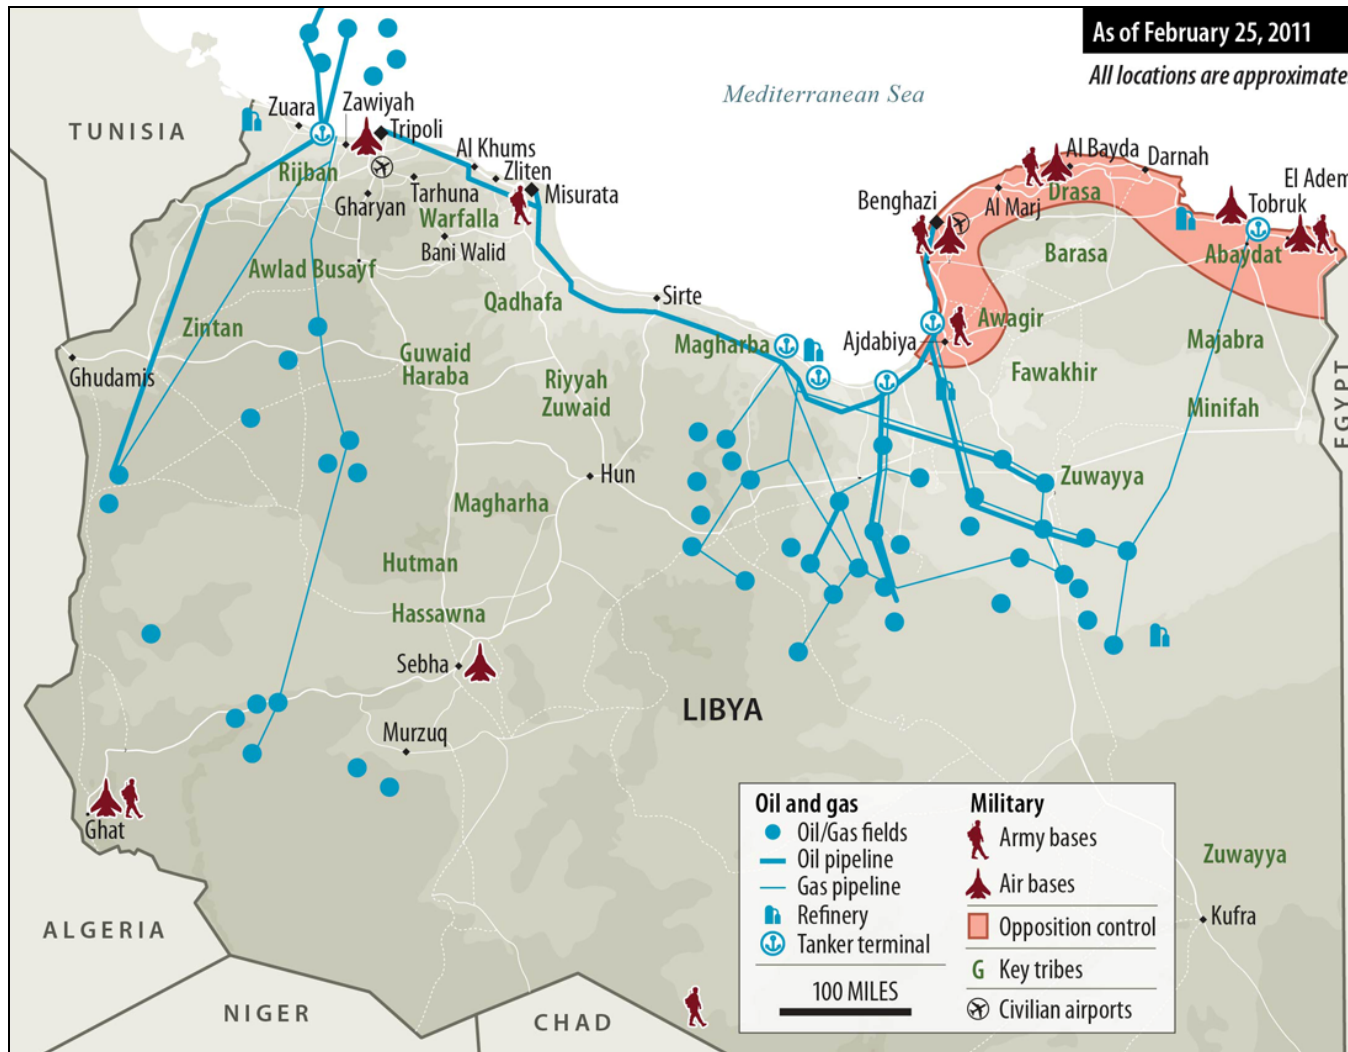 As of February 25, 2011
All locations are approximate.
Mediterranean Sea
TUNISIA
Zuara
Zawiyah
Tripoli
Rijban
Al Khums
Zliten
Misurata
Gharyan
Tarhuna
Warfalla
Bani Walid
Awlad Busayf
Qadhafa
Sirte
Zintan
Ghudamis
Guwaid
Haraba
Riyyah
Zuwaid
Magharba
Hun
Magharha
Hutman
Hassawna
Sebha
Murzuq
Ghat
Al Bayda
Darnah
El Adem
Benghazi
Al Marj
Drasa
Tobruk
Barasa
Abaydat
Ajdabiya
Awagir
Majabra
Fawakhir
Minifah
Zuwayya
EGYPT
LIBYA
Zuwayya
Kufra
ALGERIA
NIGER
CHAD
Oil and gas
Oil/Gas fields
Oil pipeline
Gas pipeline
Refinery
Tanker terminal
100 MILES
Military
Army bases
Air bases
Opposition control
G Key tribes
Civilian airports